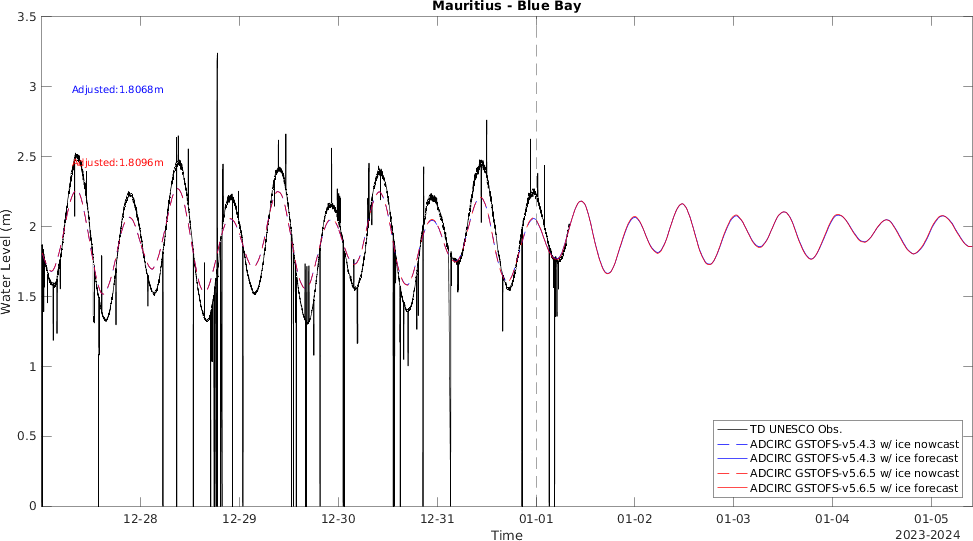 Mauritius - Blue Bay
3.5
3
2.5
2
1.5
1
0.5
0
Water Level (m)
Adjusted:1.8068m
Adjusted:1.8096m
TD UNESCO Obs.
ADCIRC GSTOFS-v5.4.3 w/ ice nowcast
ADCIRC GSTOFS-v5.4.3 w/ ice forecast
ADCIRC GSTOFS-v5.6.5 w/ ice nowcast
ADCIRC GSTOFS-v5.6.5 w/ ice forecast
12-28 12-29 12-30 12-31 01-01 01-02 01-03 01-04 01-05
Time
2023-2024